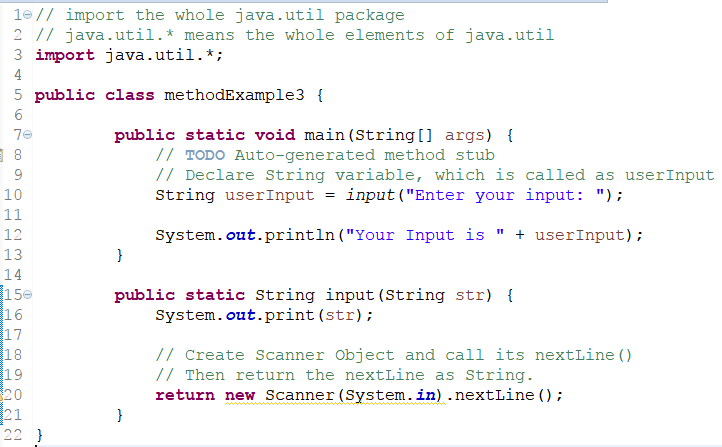 1 // import the whole java.util package
2 // java.util.* means the whole elements of java.util
3 import java.util.*;
4
5 public class methodExample3 {
6
7 public static void main(String[] args) {
8 // TODO Auto-generated method stub
9 // Declare String variable, which is called as userInput
10 String userInput = input("Enter your input: ");
11
12 System.out.println("Your Input is " + userInput);
13 }
14
15 public static String input(String str) {
16 System.out.print(str);
17
18 // Create Scanner Object and call its nextLine()
19 // Then return the nextLine as String.
20 return new Scanner(System.in).nextLine();
21 }
22 }